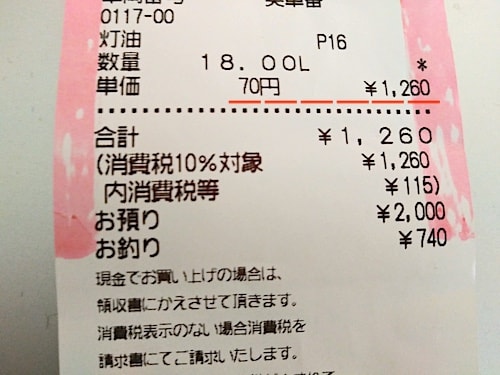 0117-00
灯油 P16
数量 18.00L *
単価 70円 ¥1,260
合計 ¥1,260
(消費税10%対象 ¥1,260
内消費税等 ¥115)
お預り ¥2,000
お釣り ¥740
現金でお買い上げの場合は、
領収書にかえさせて頂きます。
消費税表示のない場合消費税を
請求書にてご請求いたします。